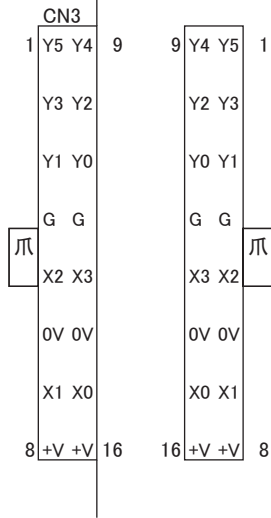 CN3
1 Y5 Y4 9 9 Y4 Y5 1
Y3 Y2 Y2 Y3
Y1 Y0 Y0 Y1
G G G G
爪 爪
X2 X3 X3 X2
0V 0V 0V 0V
X1 X0 X0 X1
8 +V +V 16 16 +V +V 8